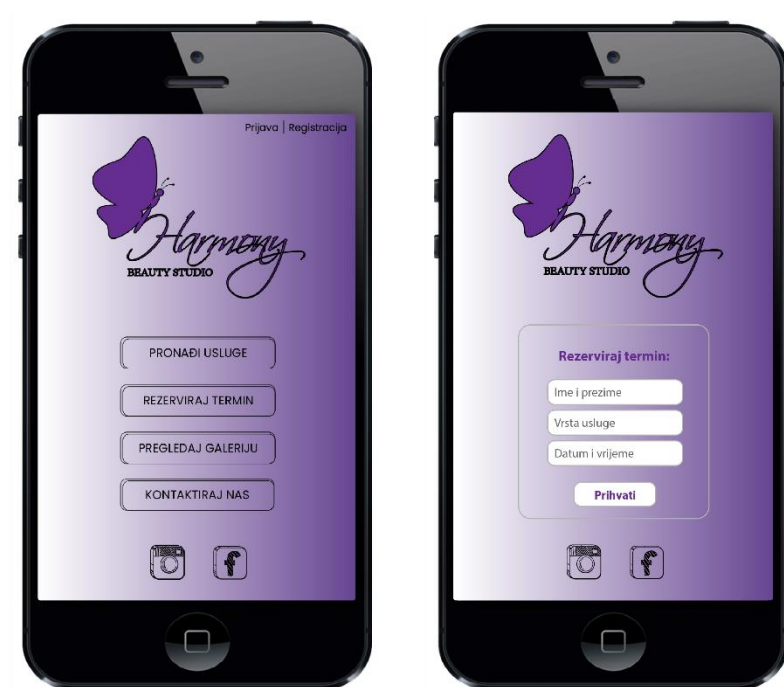 Prijava | Registracija
Harmony
BEAUTY STUDIO
PRONAĐI USLUGE
REZERVIRAJ TERMIN
PREGLEDAJ GALERIJU
KONTAKTIRAJ NAS
f
Harmony
BEAUTY STUDIO
Rezerviraj termin:
Ime i prezime
Vrsta usluge
Datum i vrijeme
Prihvati
f